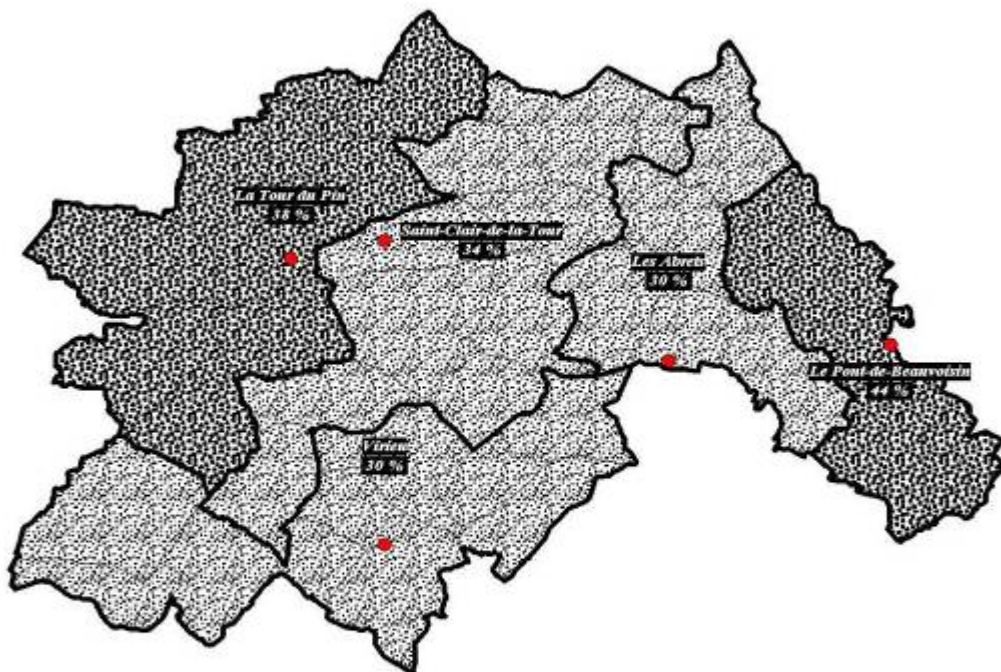 La Tour du Pin
38 %
Saint-Clair-de-la-Tour
34 %
Les Abrets
30 %
Le Pont-de-Beauvoisin
44 %
Virieu
30 %